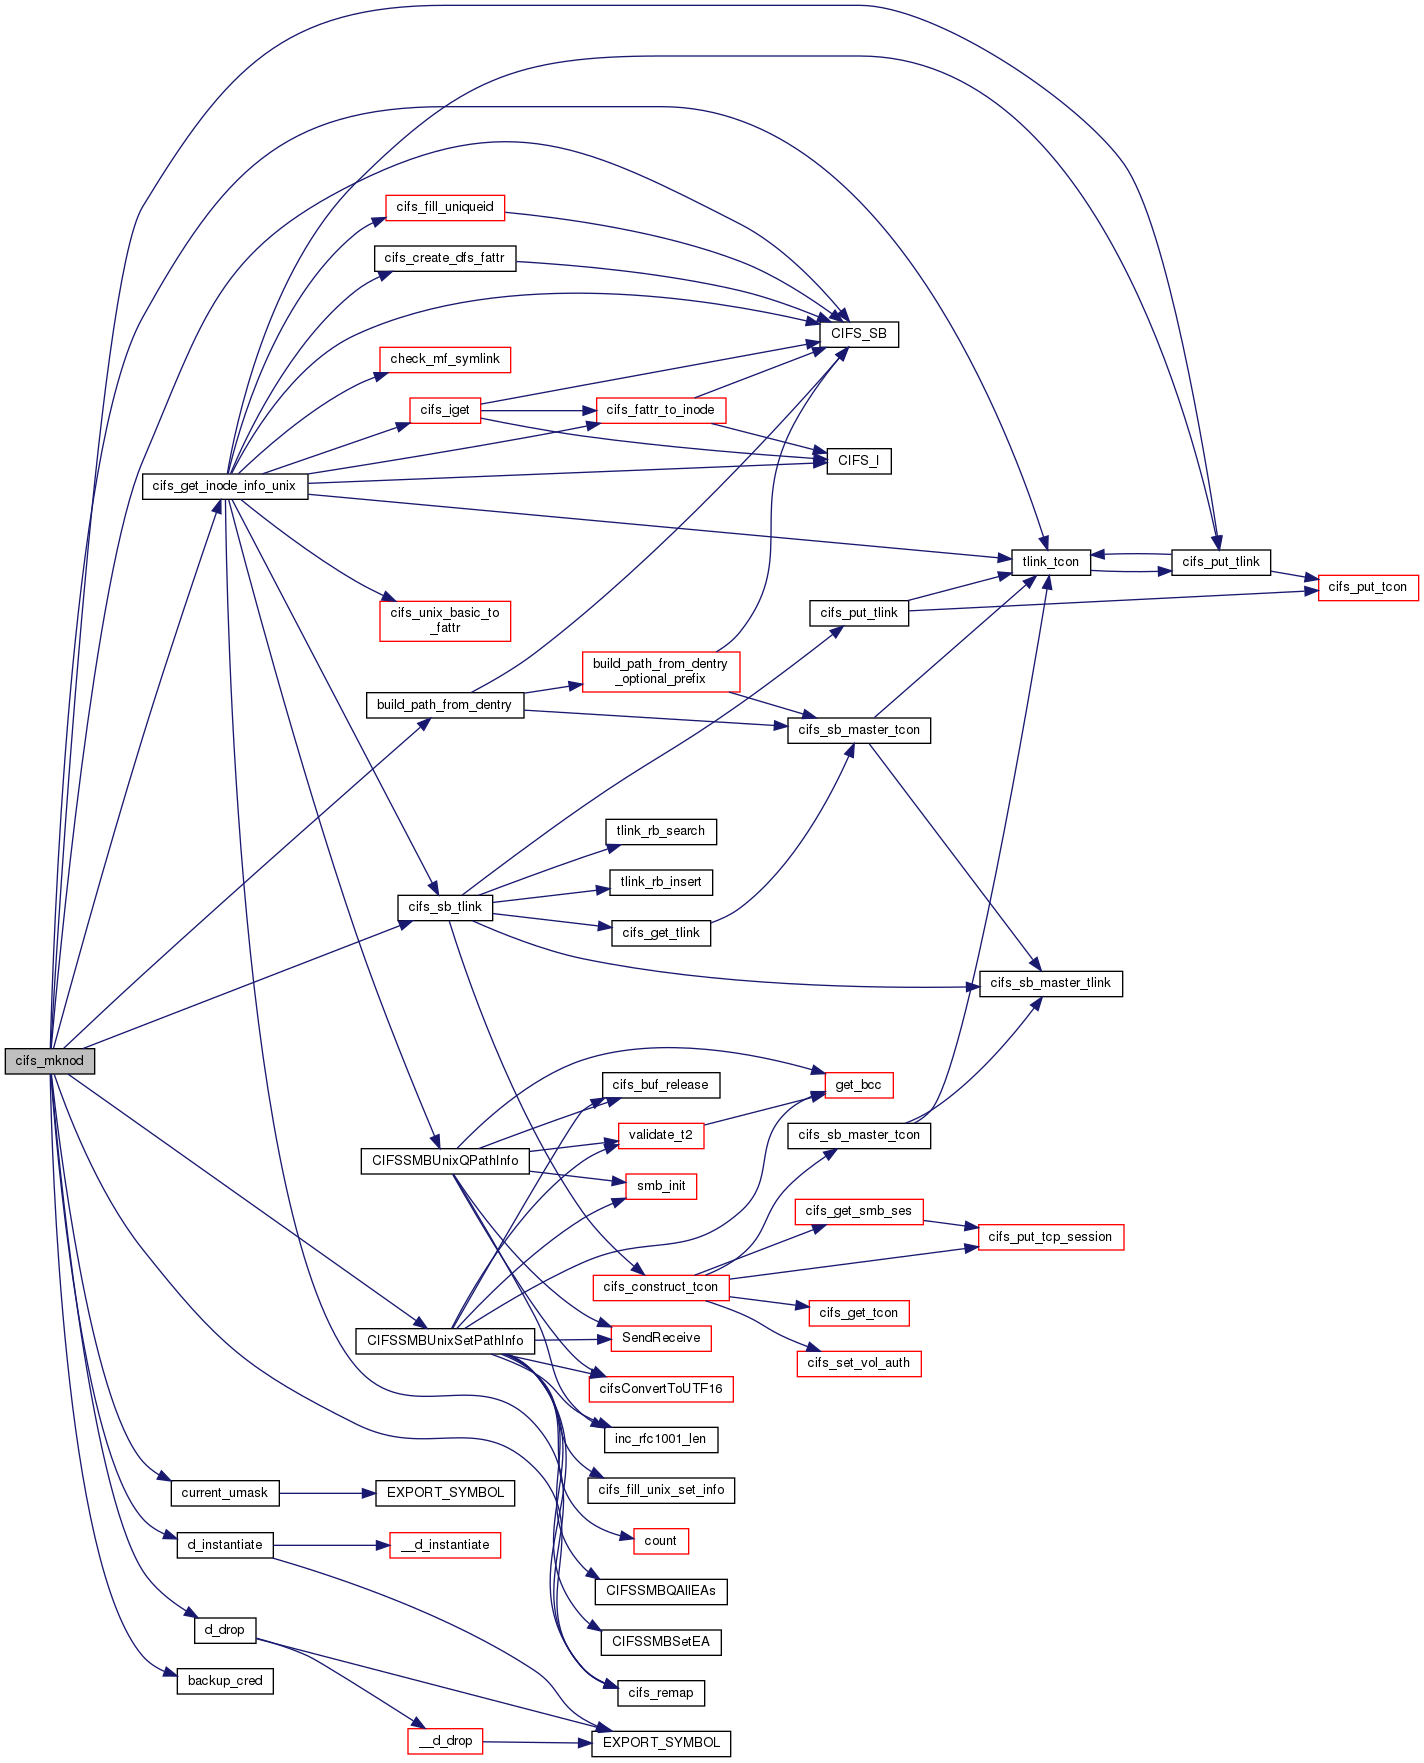 cifs_fill_uniqueid
cifs_create_dfs_fattr
CIFS_SB
check_mf_symlink
cifs_iget
cifs_fattr_to_inode
CIFS_I
cifs_get_inode_info_unix
tlink_tcon
cifs_put_tlink
cifs_put_tcon
cifs_unix_basic_to
_fattr
cifs_put_tlink
build_path_from_dentry
_optional_prefix
build_path_from_dentry
cifs_sb_master_tcon
tlink_rb_search
tlink_rb_insert
cifs_sb_tlink
cifs_get_tlink
cifs_sb_master_tlink
cifs_mknod
cifs_buf_release
get_bcc
validate_t2
cifs_sb_master_tcon
CIFSSMBUnixQPathInfo
smb_init
cifs_get_smb_ses
cifs_put_tcp_session
cifs_construct_tcon
cifs_get_tcon
CIFSSMBUnixSetPathInfo
SendReceive
cifs_set_vol_auth
cifsConvertToUTF16
inc_rfc1001_len
current_umask
EXPORT_SYMBOL
cifs_fill_unix_set_info
d_instantiate
__d_instantiate
count
CIFSSMBQAllEAs
d_drop
CIFSSMBSetEA
backup_cred
cifs_remap
__d_drop
EXPORT_SYMBOL